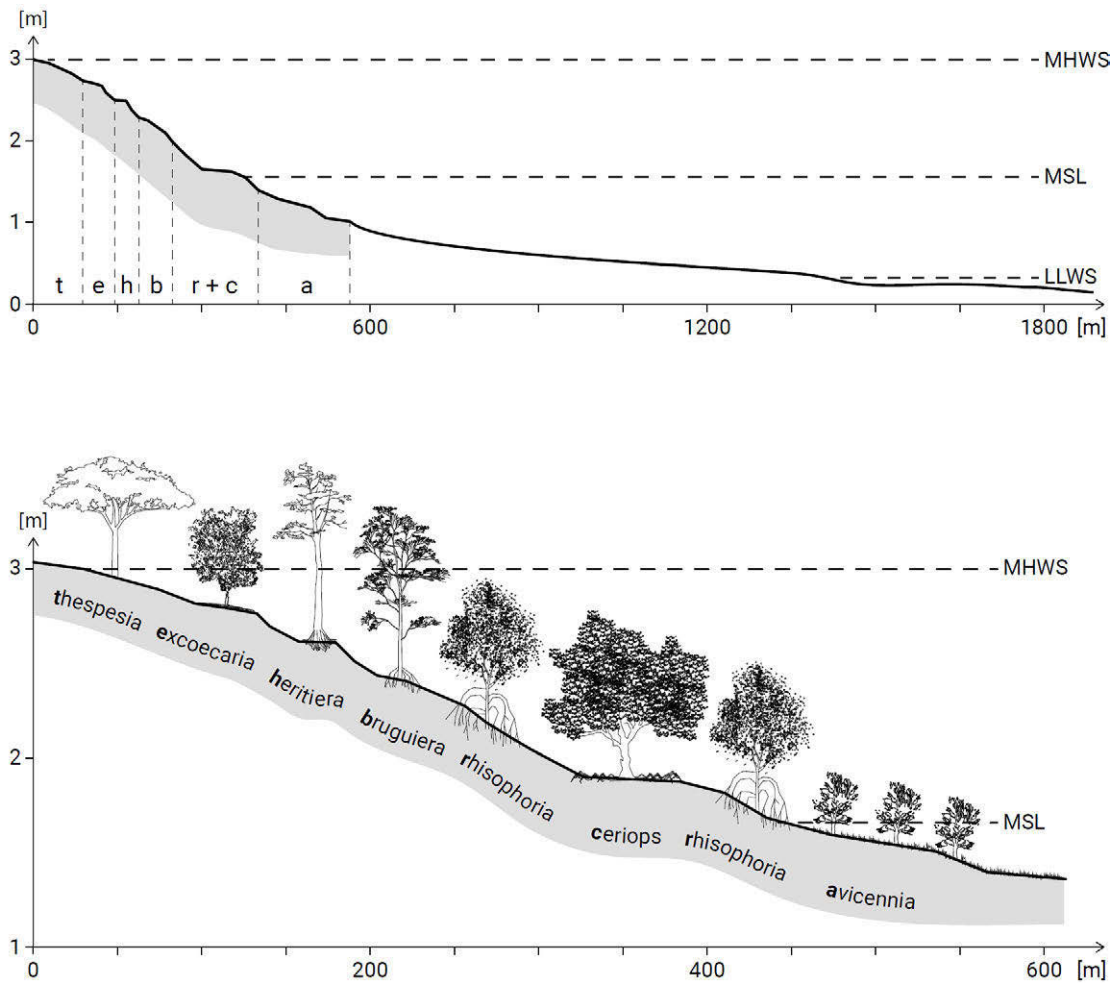 [m]
3
MHWS
2
MSL
1
LLWS
t e h b r + c a
0
0 600 1200 1800 [m]
[m]
3
MHWS
thespesia
excoecaria
heritiera
bruguiera
rhisophoria
2
ceriops
rhisophoria
MSL
avicennia
1
0 200 400 600 [m]